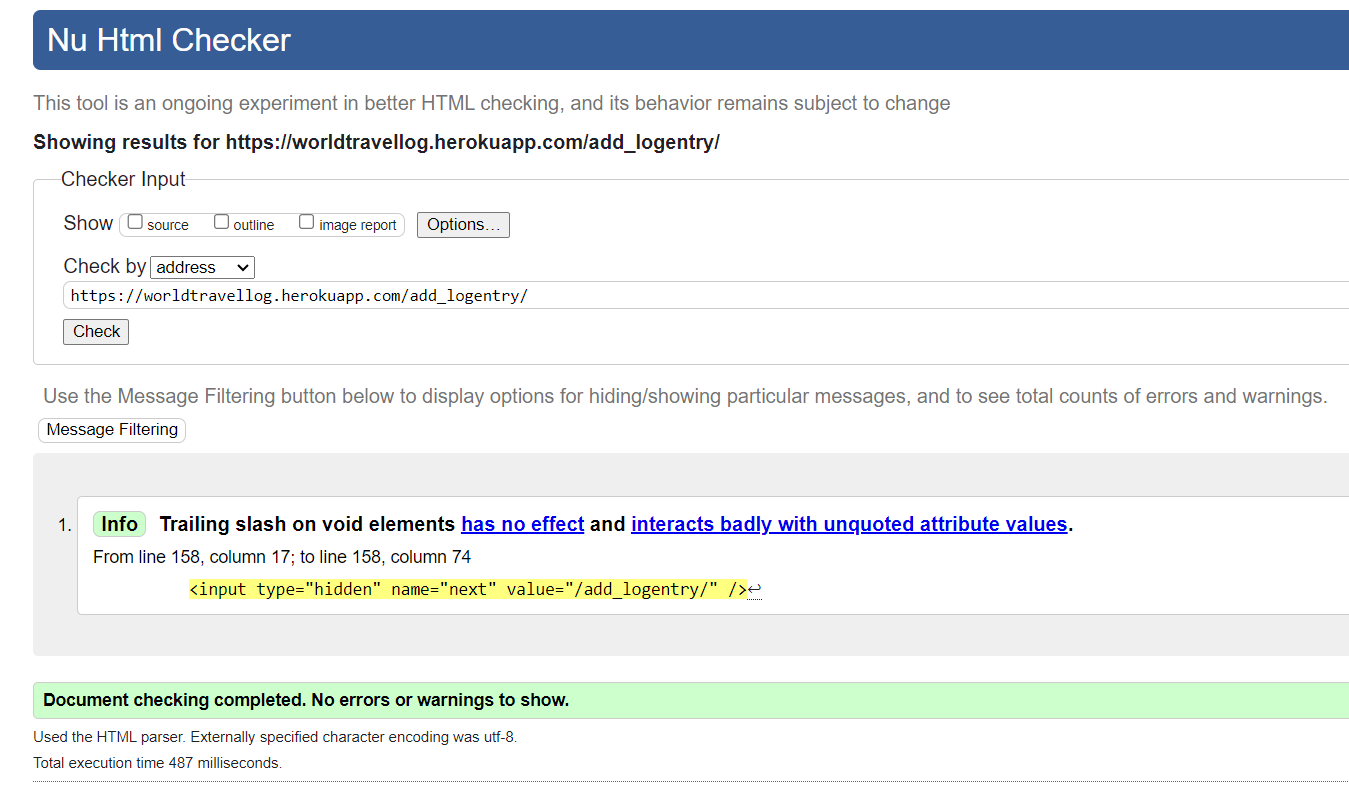 Nu Html Checker
This tool is an ongoing experiment in better HTML checking, and its behavior remains subject to change
Showing results for https://worldtravellog.herokuapp.com/add_logentry/
Checker Input
Show source outline image report Options…
Check by address
https://worldtravellog.herokuapp.com/add_logentry/
Check
Use the Message Filtering button below to display options for hiding/showing particular messages, and to see total counts of errors and warnings.
Message Filtering
1. Info Trailing slash on void elements has no effect and interacts badly with unquoted attribute values.
From line 158, column 17; to line 158, column 74
<input type="hidden" name="next" value="/add_logentry/" />↩
Document checking completed. No errors or warnings to show.
Used the HTML parser. Externally specified character encoding was utf-8.
Total execution time 487 milliseconds.